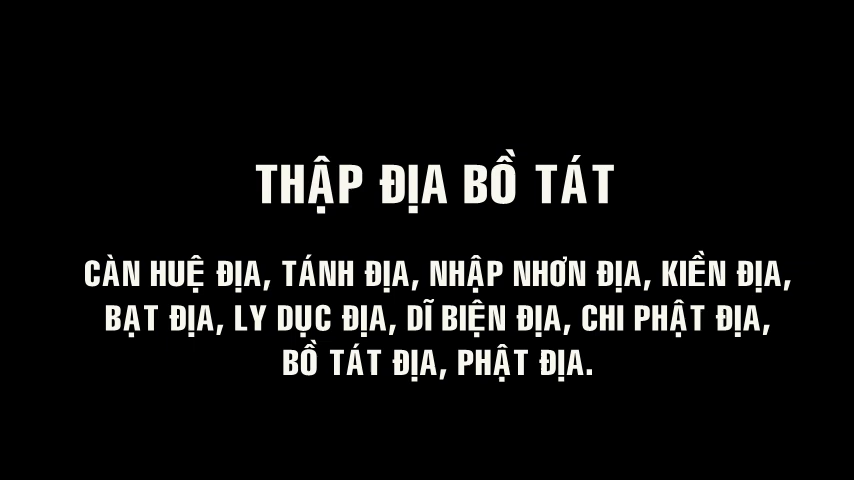 THẬP ĐỊA BỒ TÁT
CÀN HUỆ ĐỊA, TÁNH ĐỊA, NHẬP NHƠN ĐỊA, KIỀN ĐỊA,
BẠT ĐỊA, LY DỤC ĐỊA, DĨ BIỆN ĐỊA, CHI PHẬT ĐỊA,
BỒ TÁT ĐỊA, PHẬT ĐỊA.